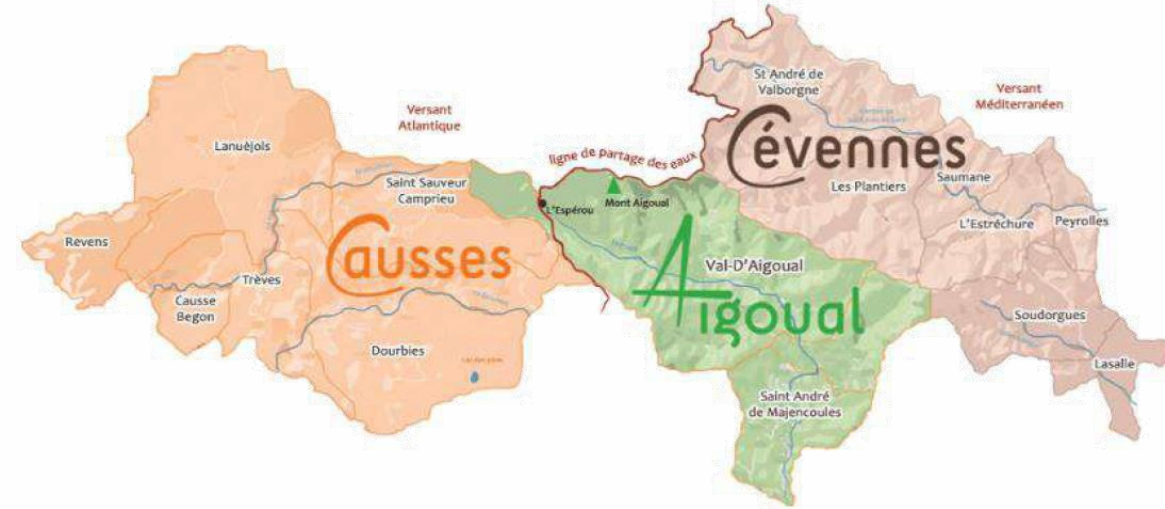 St André de
Valborgne
Versant
Méditerranéen
Versant
Atlantique
Lanuèjols
ligne de partage des eaux
Cévennes
Saumane
Les Plantiers
Saint Sauveur
Camprieu
Mont Aigoual
L'Espérou
L'Estréchure
Peyrolles
Revens
Causses
Aigoual
Val-D'Aigoual
Trèves
Causse
Begon
Soudorgues
Dourbies
Lasalle
Saint André
de Majencoules